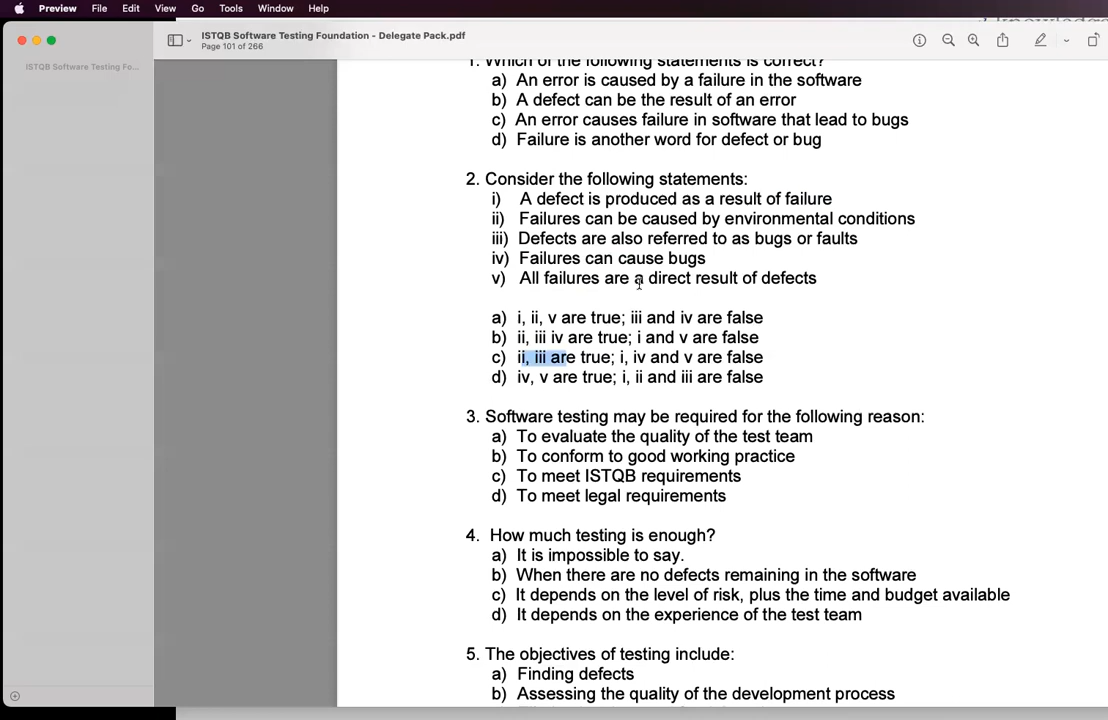 Preview File Edit View Go Tools Window Help
ISTQB Software Testing Foundation - Delegate Pack.pdf
Page 101 of 266
ISTQB Software Testing Fo...
1. Which of the following statements is correct?
a) An error is caused by a failure in the software
b) A defect can be the result of an error
c) An error causes failure in software that lead to bugs
d) Failure is another word for defect or bug
2. Consider the following statements:
i) A defect is produced as a result of failure
ii) Failures can be caused by environmental conditions
iii) Defects are also referred to as bugs or faults
iv) Failures can cause bugs
v) All failures are a direct result of defects
a) i, ii, v are true; iii and iv are false
b) ii, iii iv are true; i and v are false
c) ii, iii are true; i, iv and v are false
d) iv, v are true; i, ii and iii are false
3. Software testing may be required for the following reason:
a) To evaluate the quality of the test team
b) To conform to good working practice
c) To meet ISTQB requirements
d) To meet legal requirements
4. How much testing is enough?
a) It is impossible to say.
b) When there are no defects remaining in the software
c) It depends on the level of risk, plus the time and budget available
d) It depends on the experience of the test team
5. The objectives of testing include:
a) Finding defects
b) Assessing the quality of the development process